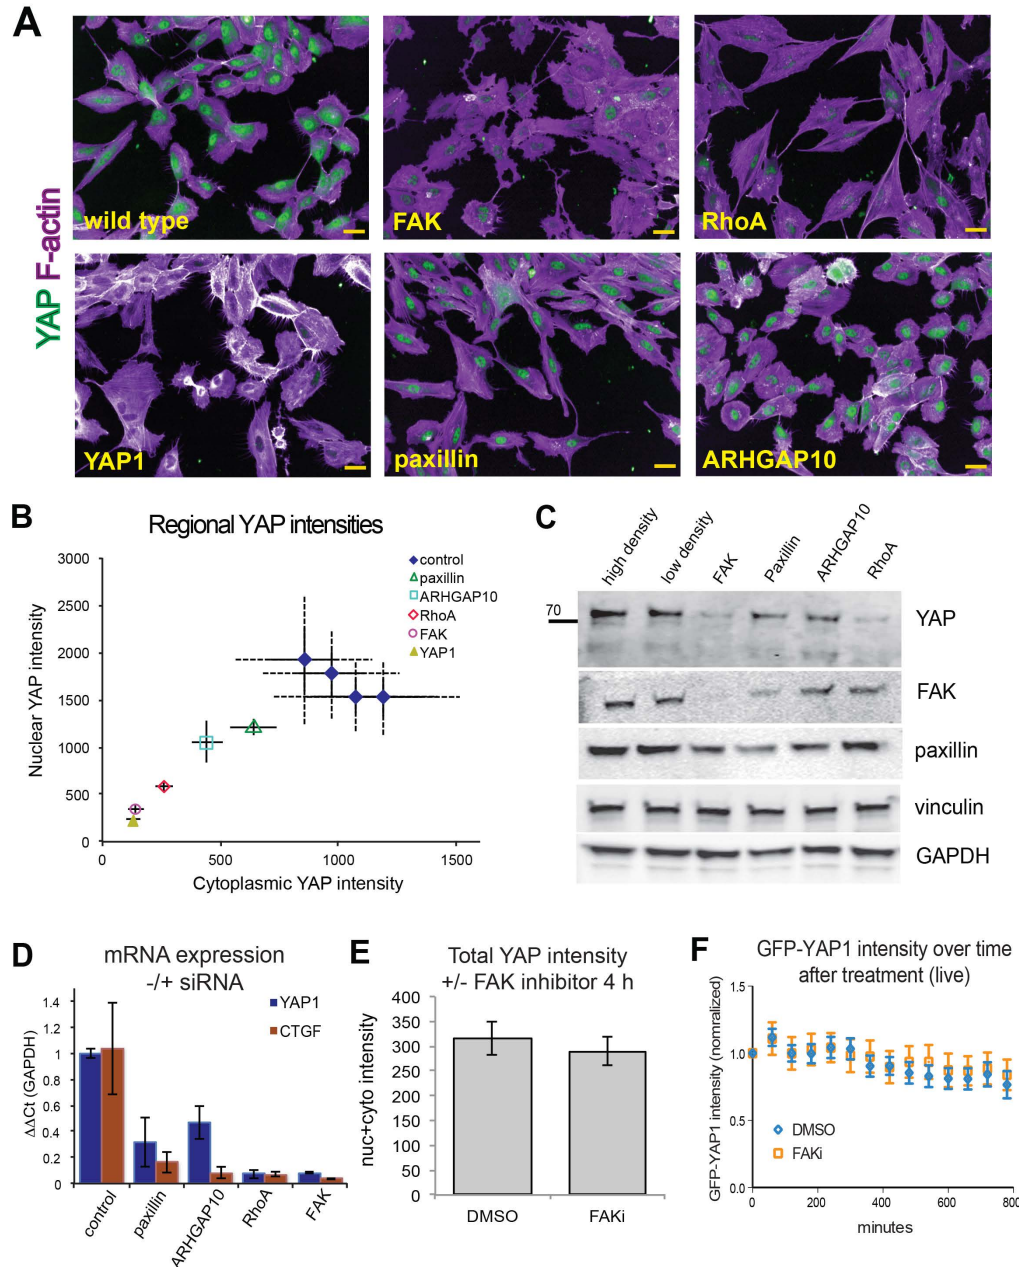 A
YAP F-actin
wild type
FAK
RhoA
YAP1
paxillin
ARHGAP10
B
Regional YAP intensities
Nuclear YAP intensity
3000
2500
2000
1500
1000
500
0
0
500
1000
1500
Cytoplasmic YAP intensity
control
paxillin
ARHGAP10
RhoA
FAK
YAP1
C
high density
low density
FAK
Paxillin
ARHGAP10
RhoA
70
YAP
FAK
paxillin
vinculin
GAPDH
D
mRNA expression
-/+ siRNA
ΔΔCt (GAPDH)
1.4
1.2
1
0.8
0.6
0.4
0.2
0
YAP1
CTGF
control
paxillin
ARHGAP10
RhoA
FAK
E
Total YAP intensity
+/- FAK inhibitor 4 h
nuc+cyto intensity
400
350
300
250
200
150
100
50
0
DMSO
FAKi
F
GFP-YAP1 intensity over time
after treatment (live)
GFP-YAP1 intensity (nomralized)
1.5
1.0
0.5
0.0
DMSO
FAKi
0
200
400
600
800
minutes